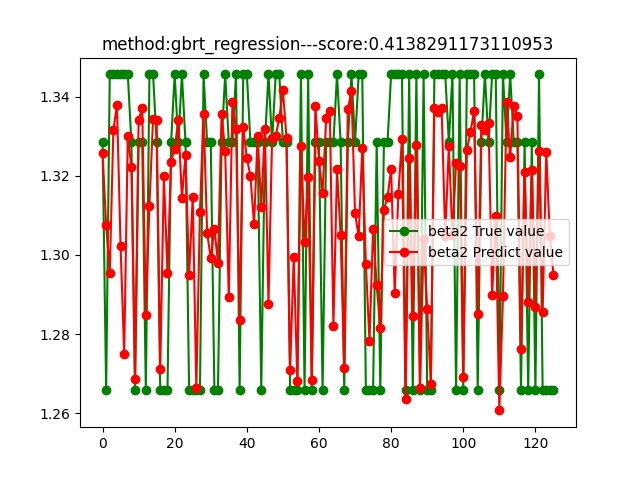 method:gbrt_regression---score:0.4138291173110953
1.34
1.32
1.30
1.28
1.26
beta2 True value
beta2 Predict value
0 20 40 60 80 100 120